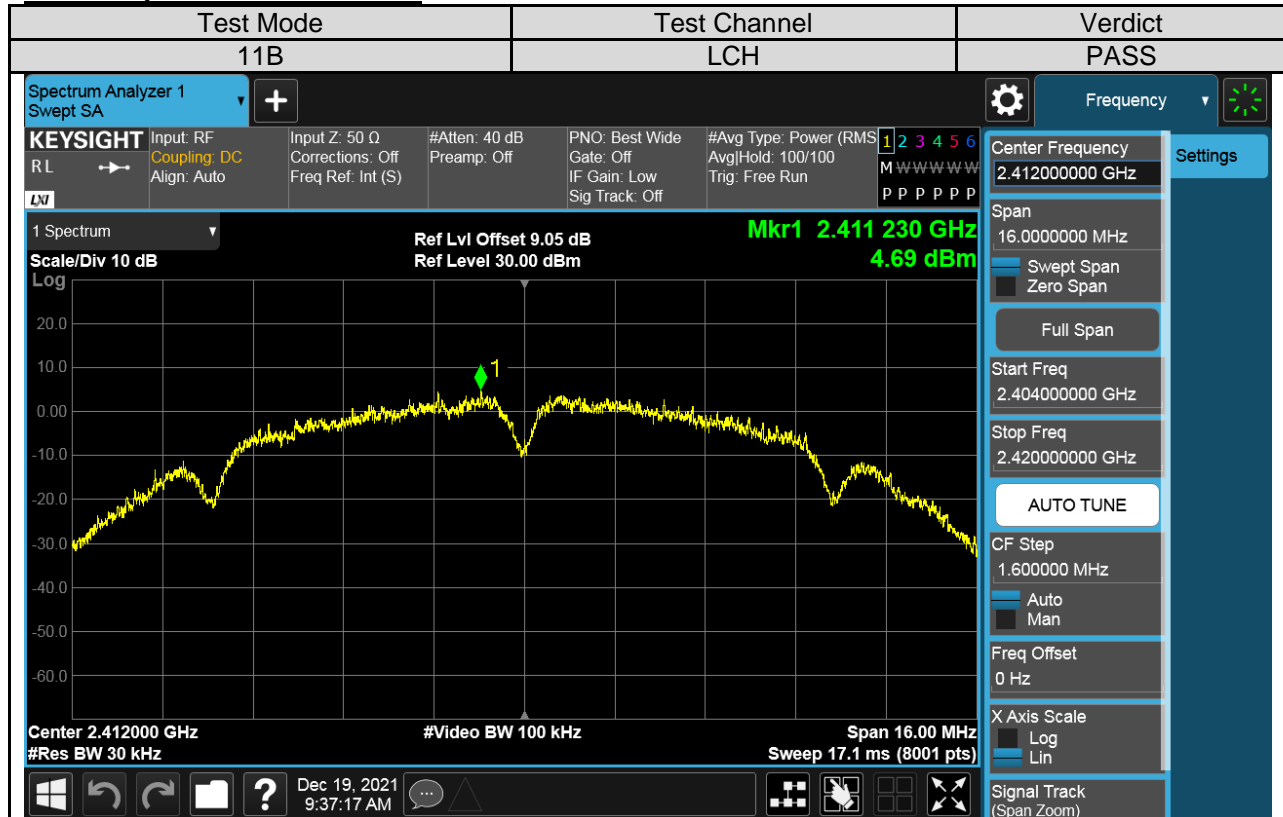 Test Mode Test Channel Verdict
11B LCH PASS
Spectrum Analyzer 1
Swept SA
Frequency
KEYSIGHT Input: RF Input Z: 50 Ω #Atten: 40 dB PNO: Best Wide #Avg Type: Power (RMS 1 2 3 4 5 6
R L Coupling: DC Corrections: Off Preamp: Off Gate: Off Avg|Hold: 100/100 M W W W W W
Align: Auto Freq Ref: Int (S) IF Gain: Low Trig: Free Run
LXI Sig Track: Off P P P P P P
1 Spectrum
Scale/Div 10 dB
Ref Lvl Offset 9.05 dB
Ref Level 30.00 dBm
Mkr1 2.411 230 GHz
4.69 dBm
Log
20.0
10.0
0.00
-10.0
-20.0
-30.0
-40.0
-50.0
-60.0
1
Center 2.412000 GHz #Video BW 100 kHz Span 16.00 MHz
#Res BW 30 kHz Sweep 17.1 ms (8001 pts)
Dec 19, 2021
9:37:17 AM
Center Frequency
2.412000000 GHz
Settings
Span
16.0000000 MHz
Swept Span
Zero Span
Full Span
Start Freq
2.404000000 GHz
Stop Freq
2.420000000 GHz
AUTO TUNE
CF Step
1.600000 MHz
Auto
Man
Freq Offset
0 Hz
X Axis Scale
Log
Lin
Signal Track
(Span Zoom)